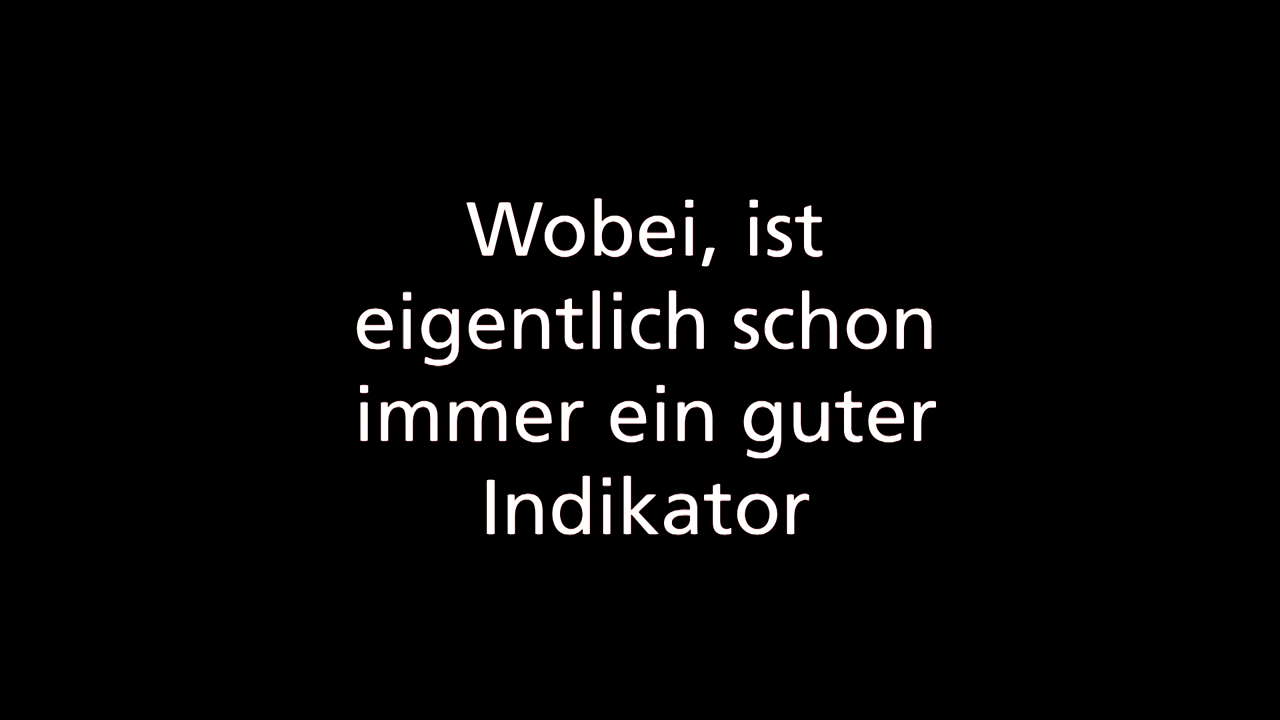 Wobei, ist
eigentlich schon
immer ein guter
Indikator